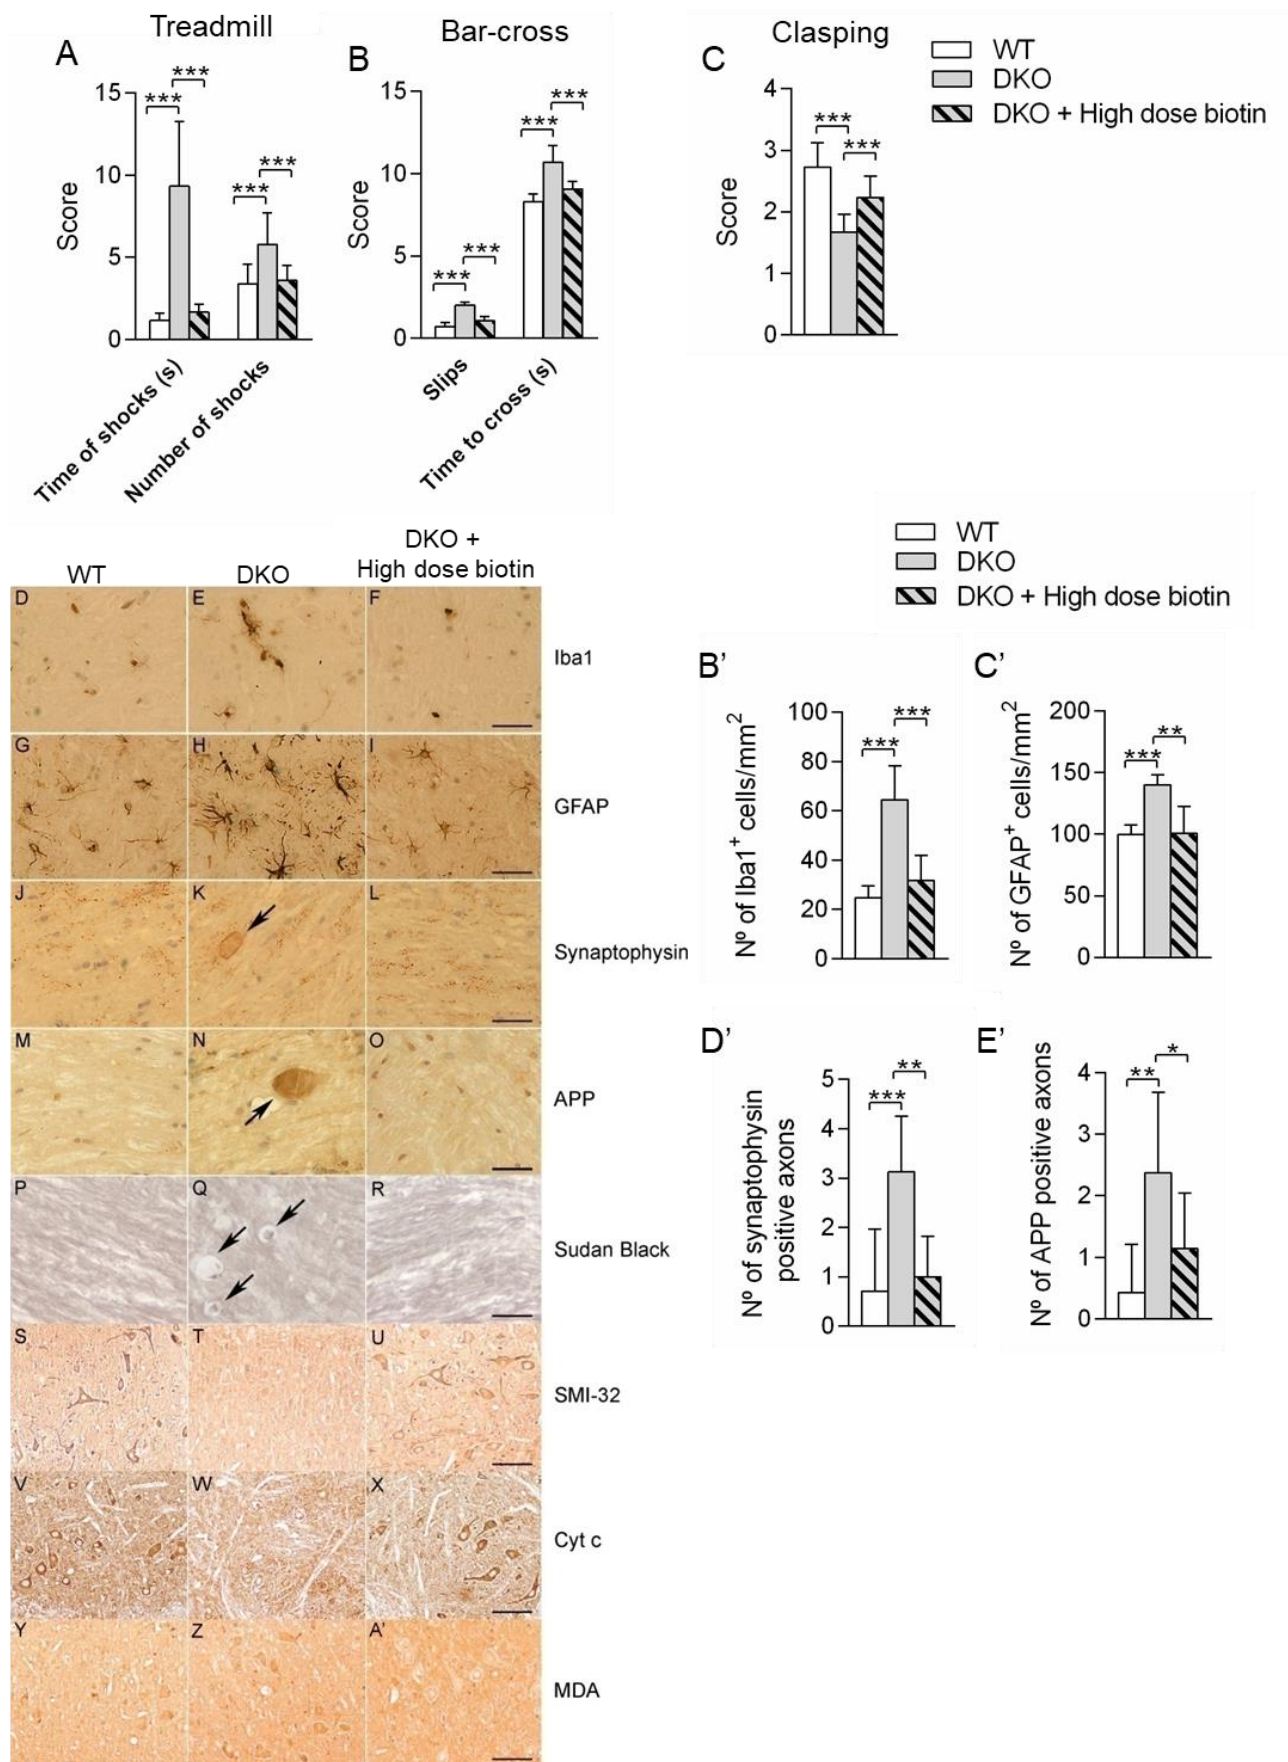 Treadmill
A
***
***
***
***
15
10
5
0
Score
Time of shocks (s)
Number of shocks
Bar-cross
B
***
***
***
***
15
10
5
0
Score
Slips
Time to cross (s)
Clasping
C
***
***
4
3
2
1
0
Score
WT
DKO
DKO + High dose biotin
WT
DKO
DKO +
High dose biotin
D
E
F
Iba1
G
H
I
GFAP
J
K
L
Synaptophysin
M
N
O
APP
P
Q
R
Sudan Black
S
T
U
SMI-32
V
W
X
Cyt c
Y
Z
A'
MDA
WT
DKO
DKO + High dose biotin
B'
***
***
100
80
60
40
20
0
Nº of Iba1⁺ cells/mm²
C'
**
***
200
150
100
50
0
Nº of GFAP⁺ cells/mm²
D'
**
***
5
4
3
2
1
0
Nº of synaptophysin
positive axons
E'
*
**
4
3
2
1
0
Nº of APP positive axons